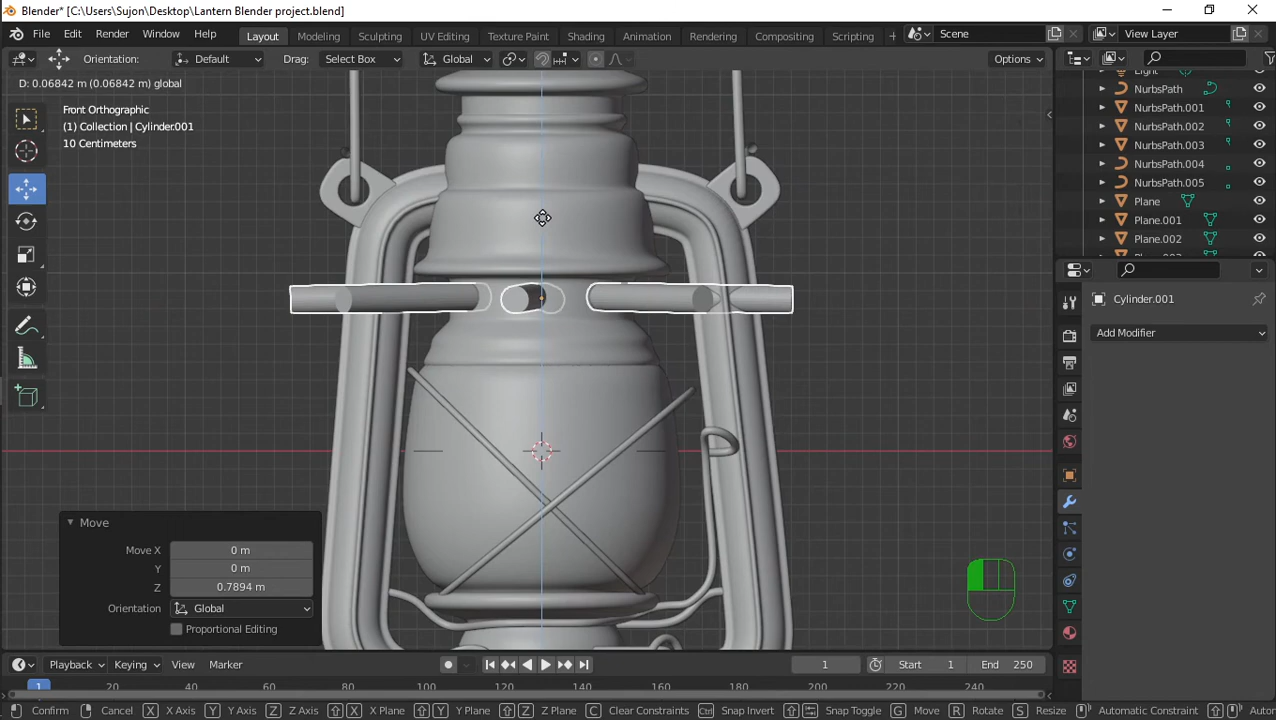 Blender* [C:\Users\Sujon\Desktop\Lantern Blender project.blend]
File Edit Render Window Help Layout Modeling Sculpting UV Editing Texture Paint Shading Animation Rendering Compositing Scripting Scene View Layer
Orientation: Default Drag: Select Box Global Options
D: 0.06842 m (0.06842 m) global
Front Orthographic
(1) Collection | Cylinder.001
10 Centimeters
Light
NurbsPath
NurbsPath.001
NurbsPath.002
NurbsPath.003
NurbsPath.004
NurbsPath.005
Plane
Plane.001
Plane.002
Cylinder.001
Add Modifier
Move
Move X 0 m
Y 0 m
Z 0.7894 m
Orientation Global
Proportional Editing
Playback Keying View Marker 1 Start 1 End 250
1 20 40 60 80 100 120 140 160 180 200 220 240
Confirm Cancel X X Axis Y Y Axis Z Z Axis X X Plane Y Y Plane Z Z Plane C Clear Constraints Ctrl Snap Invert Snap Toggle G Move R Rotate S Resize Automatic Constraint Autor